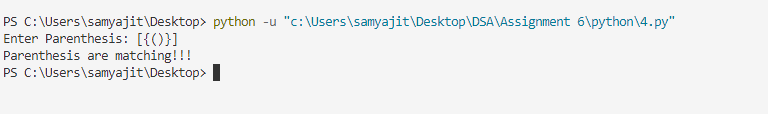 PS C:\Users\samyajit\Desktop> python -u "c:\Users\samyajit\Desktop\DSA\Assignment 6\python\4.py"
Enter Parenthesis: [{()}]
Parenthesis are matching!!!
PS C:\Users\samyajit\Desktop>